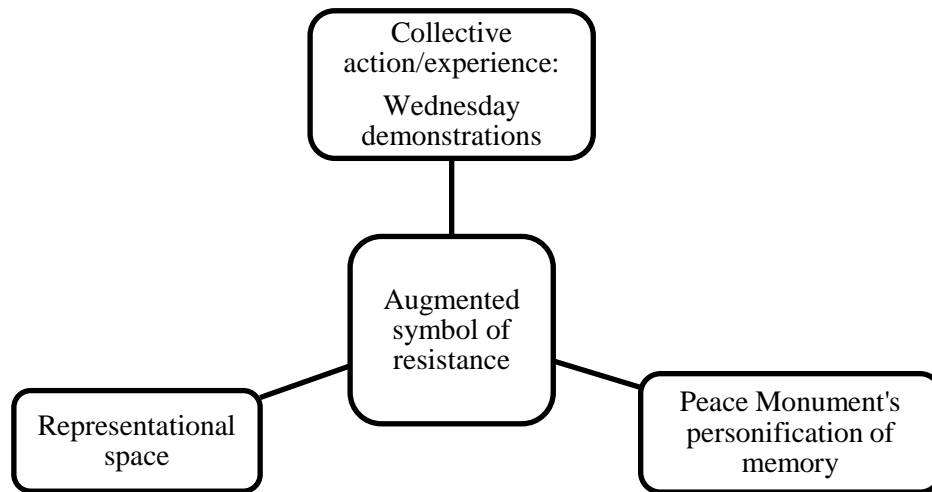 Collective
action/experience:
Wednesday
demonstrations
Augmented
symbol of
resistance
Representational
space
Peace Monument's
personification of
memory